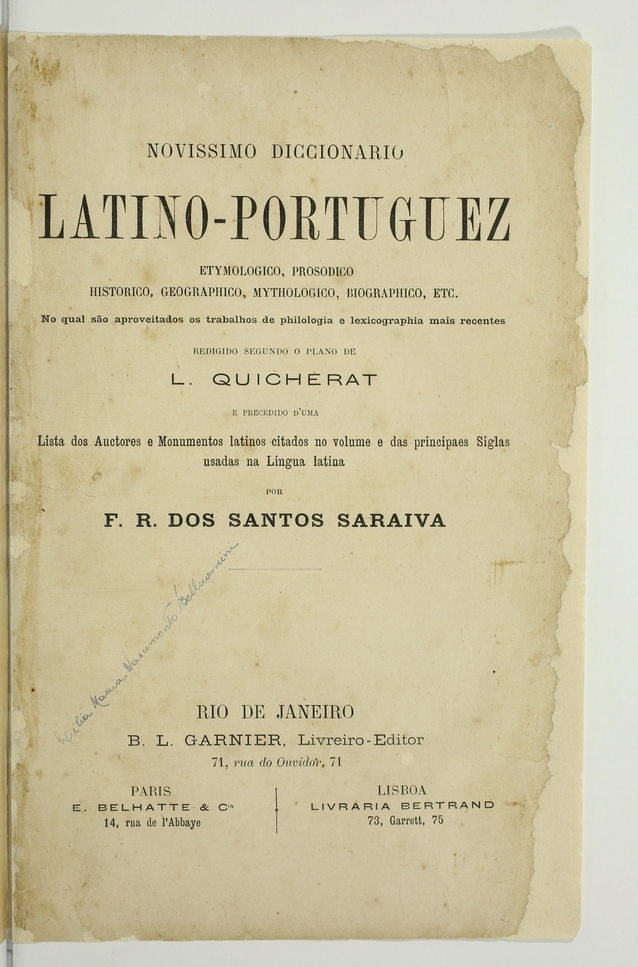 NOVISSIMO DICCIONARIO
LATINO-PORTUGUEZ
ETYMOLOGICO, PROSODICO
HISTORICO, GEOGRAPHICO, MYTHOLOGICO, BIOGRAPHICO, ETC.
No qual são aproveitados os trabalhos de philologia e lexicographia mais recentes
REDIGIDO SEGUNDO O PLANO DE
L. QUICHERAT
E PRECEDIDO D'UMA
Lista dos Auctores e Monumentos latinos citados no volume e das principaes Siglas
usadas na Lingua latina
POR
F. R. DOS SANTOS SARAIVA
Maria Nascimento
RIO DE JANEIRO
B. L. GARNIER, Livreiro-Editor
71, rua do Ouvidor, 71
PARIS
E. BELHATTE & Cia
14, rua de l'Abbaye
LISBOA
LIVRARIA BERTRAND
73, Garrett, 75